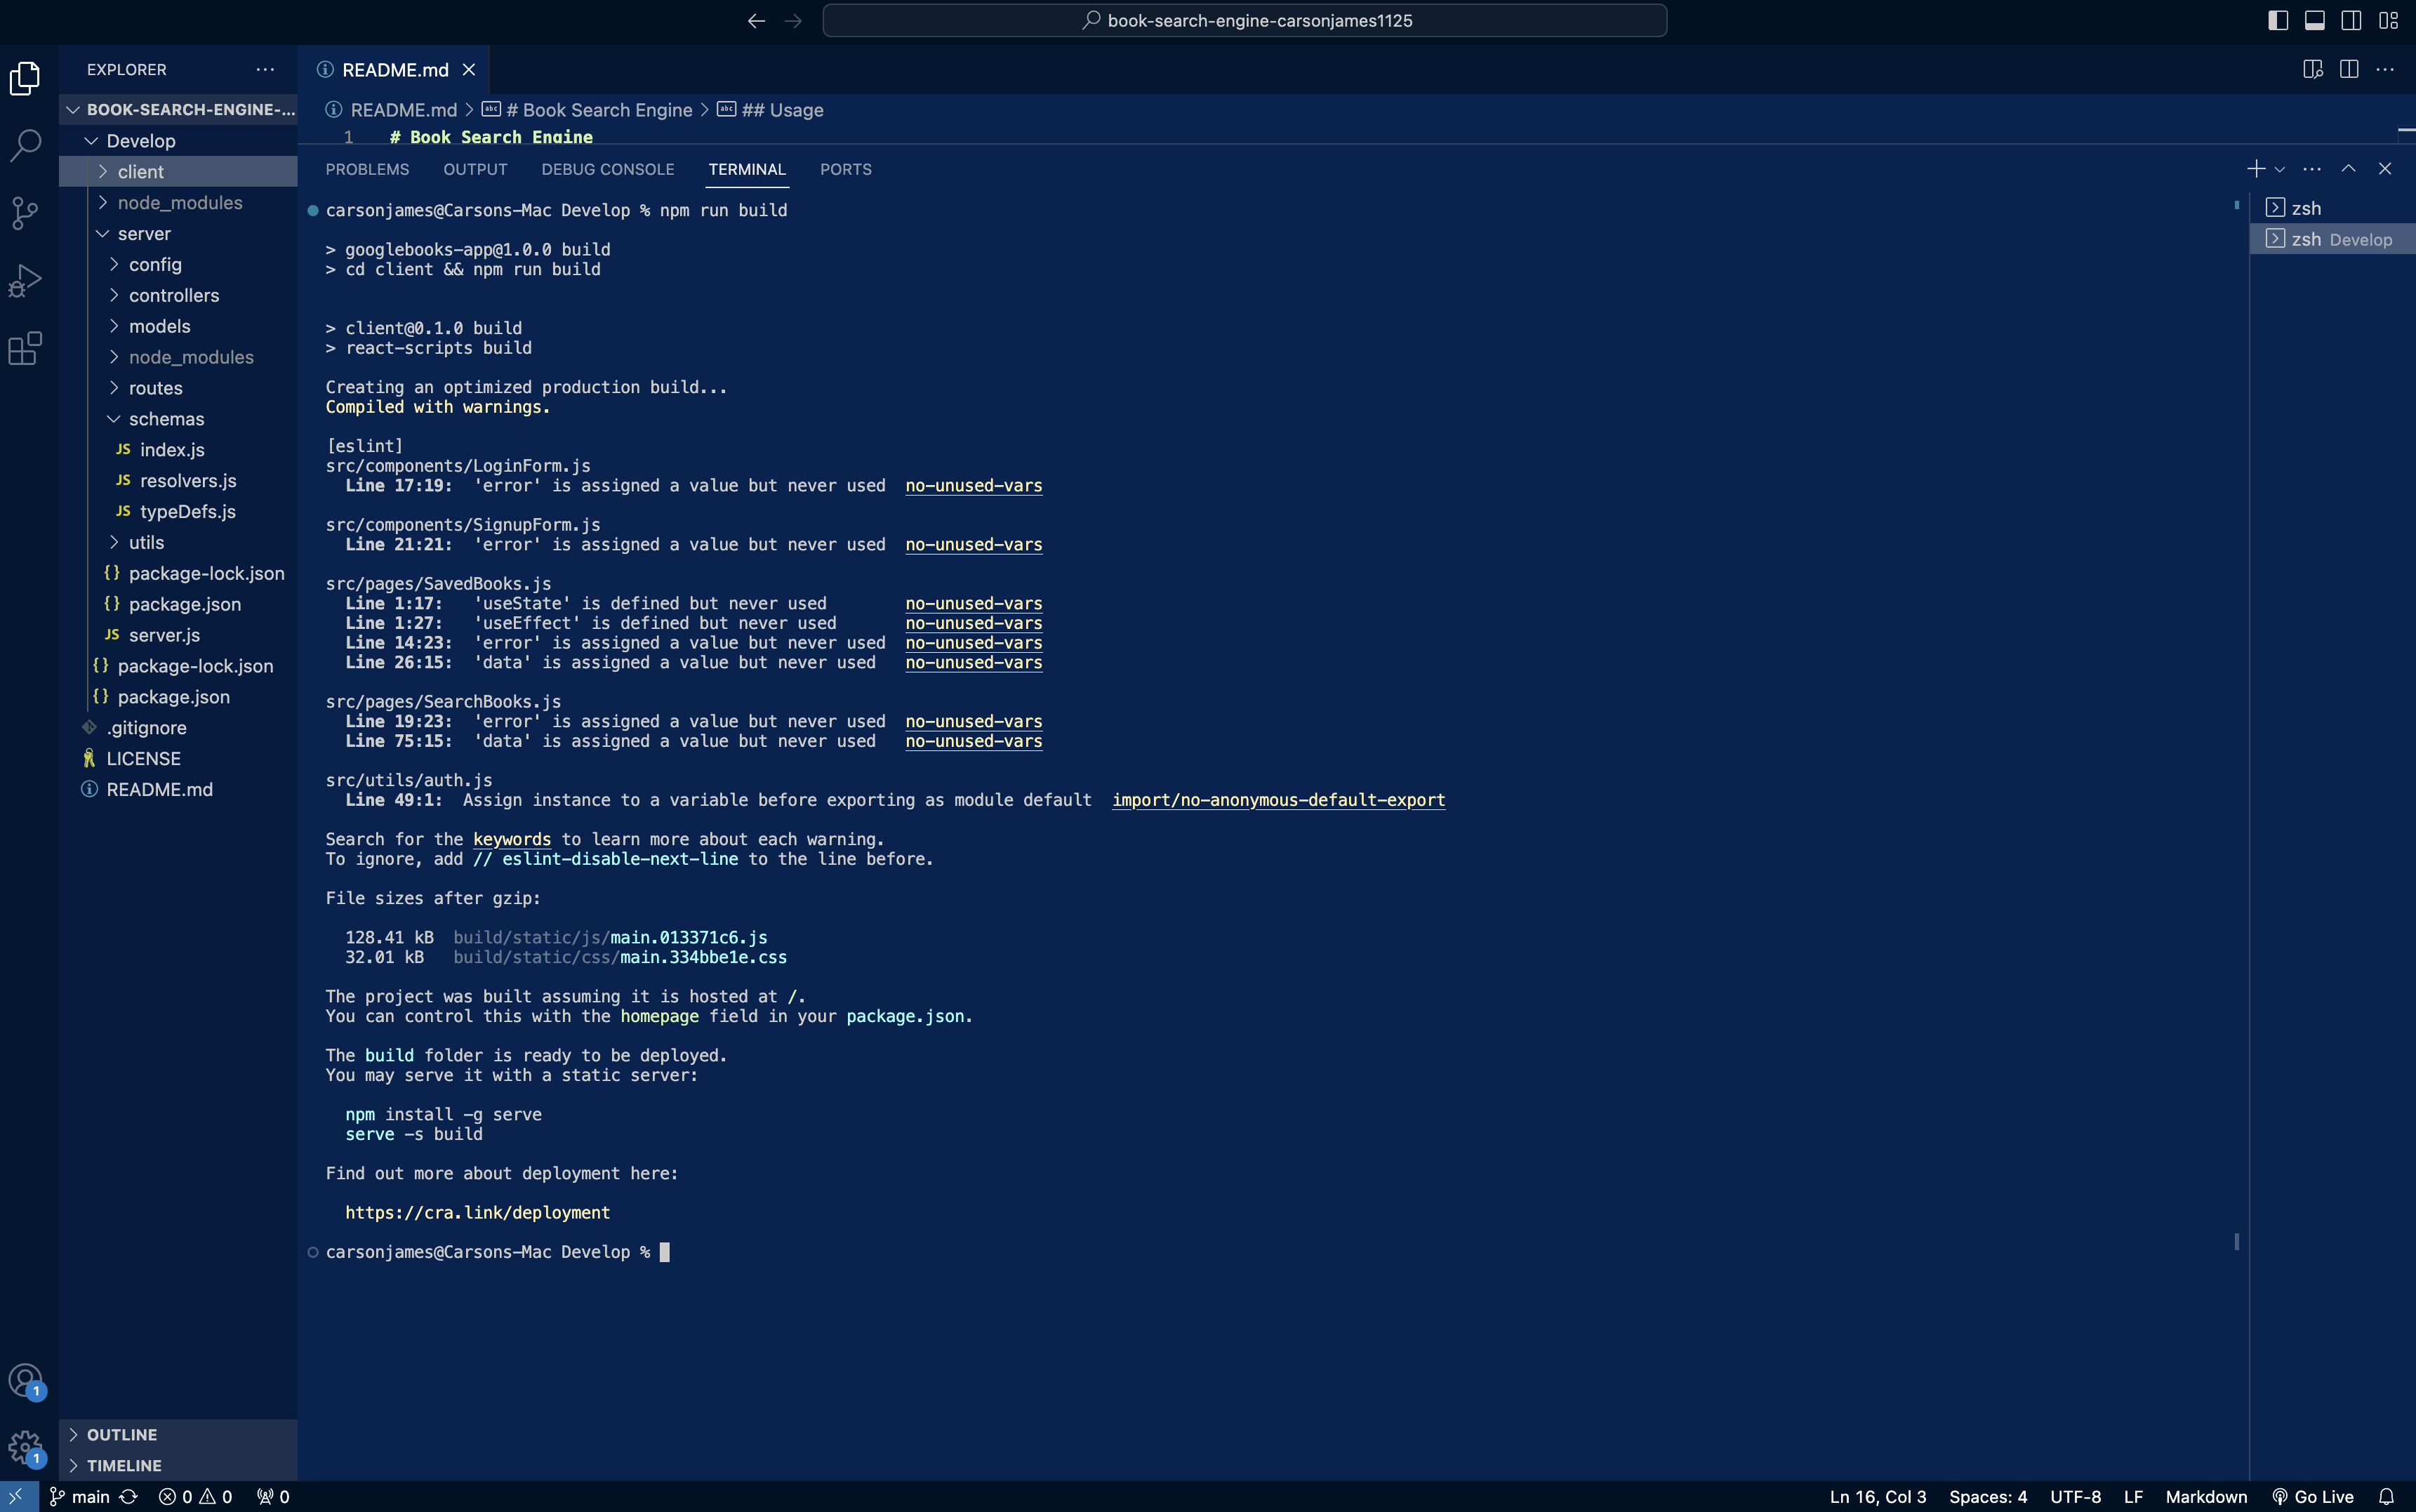 book-search-engine-carsonjames1125
EXPLORER
BOOK-SEARCH-ENGINE-...
Develop
client
node_modules
server
config
controllers
models
node_modules
routes
schemas
JS index.js
JS resolvers.js
JS typeDefs.js
utils
{} package-lock.json
{} package.json
JS server.js
{} package-lock.json
{} package.json
.gitignore
LICENSE
README.md
OUTLINE
TIMELINE
README.md
README.md > # Book Search Engine > ## Usage
1 # Book Search Engine
PROBLEMS OUTPUT DEBUG CONSOLE TERMINAL PORTS
carsonjames@Carsons-Mac Develop % npm run build
> googlebooks-app@1.0.0 build
> cd client && npm run build
> client@0.1.0 build
> react-scripts build
Creating an optimized production build...
Compiled with warnings.
[eslint]
src/components/LoginForm.js
Line 17:19: 'error' is assigned a value but never used no-unused-vars
src/components/SignupForm.js
Line 21:21: 'error' is assigned a value but never used no-unused-vars
src/pages/SavedBooks.js
Line 1:17: 'useState' is defined but never used no-unused-vars
Line 1:27: 'useEffect' is defined but never used no-unused-vars
Line 14:23: 'error' is assigned a value but never used no-unused-vars
Line 26:15: 'data' is assigned a value but never used no-unused-vars
src/pages/SearchBooks.js
Line 19:23: 'error' is assigned a value but never used no-unused-vars
Line 75:15: 'data' is assigned a value but never used no-unused-vars
src/utils/auth.js
Line 49:1: Assign instance to a variable before exporting as module default import/no-anonymous-default-export
Search for the keywords to learn more about each warning.
To ignore, add // eslint-disable-next-line to the line before.
File sizes after gzip:
128.41 kB build/static/js/main.013371c6.js
32.01 kB build/static/css/main.334bbe1e.css
The project was built assuming it is hosted at /.
You can control this with the homepage field in your package.json.
The build folder is ready to be deployed.
You may serve it with a static server:
npm install -g serve
serve -s build
Find out more about deployment here:
https://cra.link/deployment
carsonjames@Carsons-Mac Develop %
zsh
zsh Develop
1
1
main 0 0 0
Ln 16, Col 3 Spaces: 4 UTF-8 LF Markdown Go Live